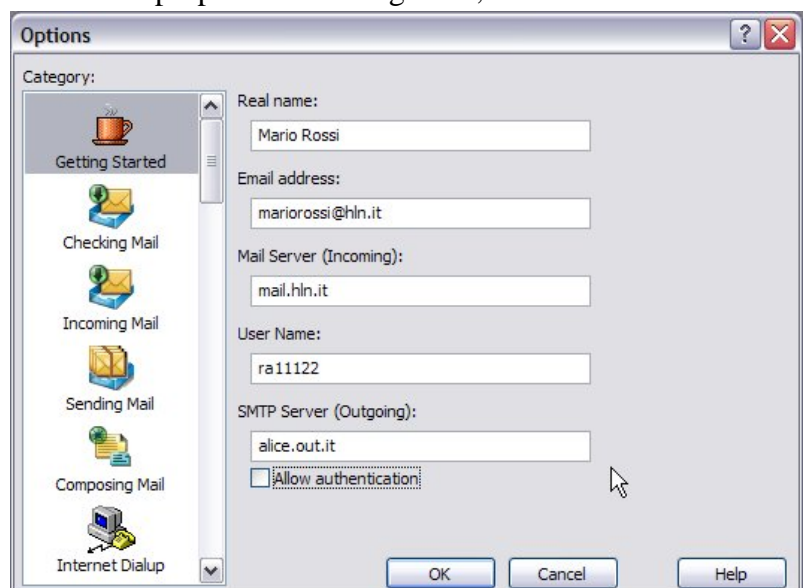 Options
Category:
Getting Started
Checking Mail
Incoming Mail
Sending Mail
Composing Mail
Internet Dialup
Real name:
Mario Rossi
Email address:
mariorossi@hln.it
Mail Server (Incoming):
mail.hln.it
User Name:
ra11122
SMTP Server (Outgoing):
alice.out.it
Allow authentication
OK Cancel Help